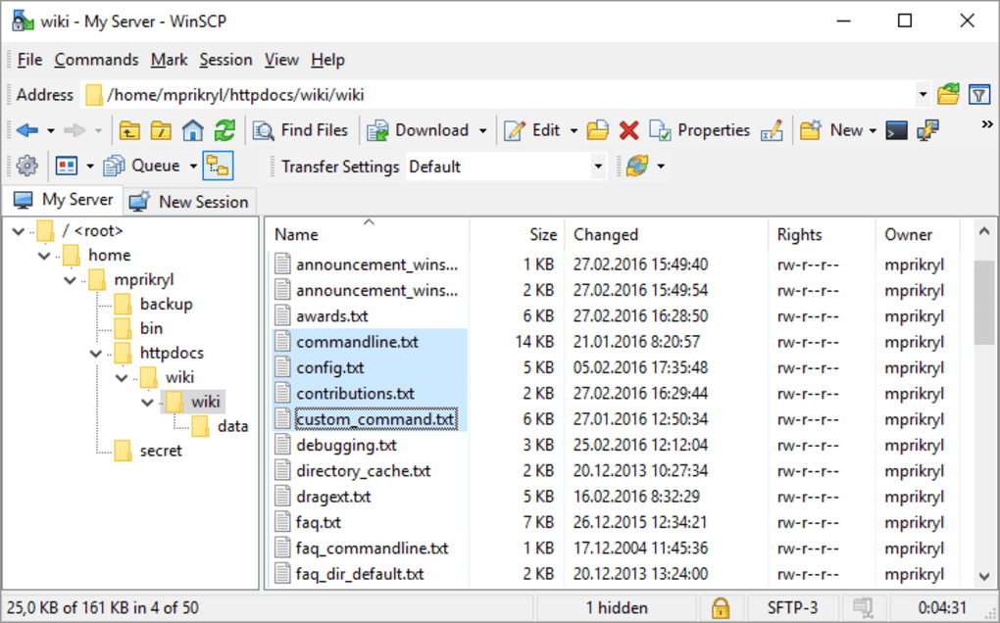 wiki - My Server - WinSCP
File Commands Mark Session View Help
Address /home/mprikryl/httpdocs/wiki/wiki
Find Files Download Edit Properties New »
Queue Transfer Settings Default
My Server New Session
/ <root>
home
mprikryl
backup
bin
httpdocs
wiki
wiki
data
secret
Name Size Changed Rights Owner
announcement_wins... 1 KB 27.02.2016 15:49:40 rw-r--r-- mprikryl
announcement_wins... 2 KB 27.02.2016 15:49:54 rw-r--r-- mprikryl
awards.txt 6 KB 27.02.2016 16:28:50 rw-r--r-- mprikryl
commandline.txt 14 KB 21.01.2016 8:20:57 rw-r--r-- mprikryl
config.txt 5 KB 05.02.2016 17:35:48 rw-r--r-- mprikryl
contributions.txt 2 KB 27.02.2016 16:29:44 rw-r--r-- mprikryl
custom_command.txt 6 KB 27.01.2016 12:50:34 rw-r--r-- mprikryl
debugging.txt 3 KB 25.02.2016 12:12:04 rw-r--r-- mprikryl
directory_cache.txt 2 KB 20.12.2013 10:27:34 rw-r--r-- mprikryl
dragext.txt 5 KB 16.02.2016 8:32:29 rw-r--r-- mprikryl
faq.txt 7 KB 26.12.2015 12:34:21 rw-r--r-- mprikryl
faq_commandline.txt 1 KB 17.12.2004 11:45:36 rw-r--r-- mprikryl
faq_dir_default.txt 2 KB 20.12.2013 13:24:00 rw-r--r-- mprikryl
25,0 KB of 161 KB in 4 of 50 1 hidden SFTP-3 0:04:31